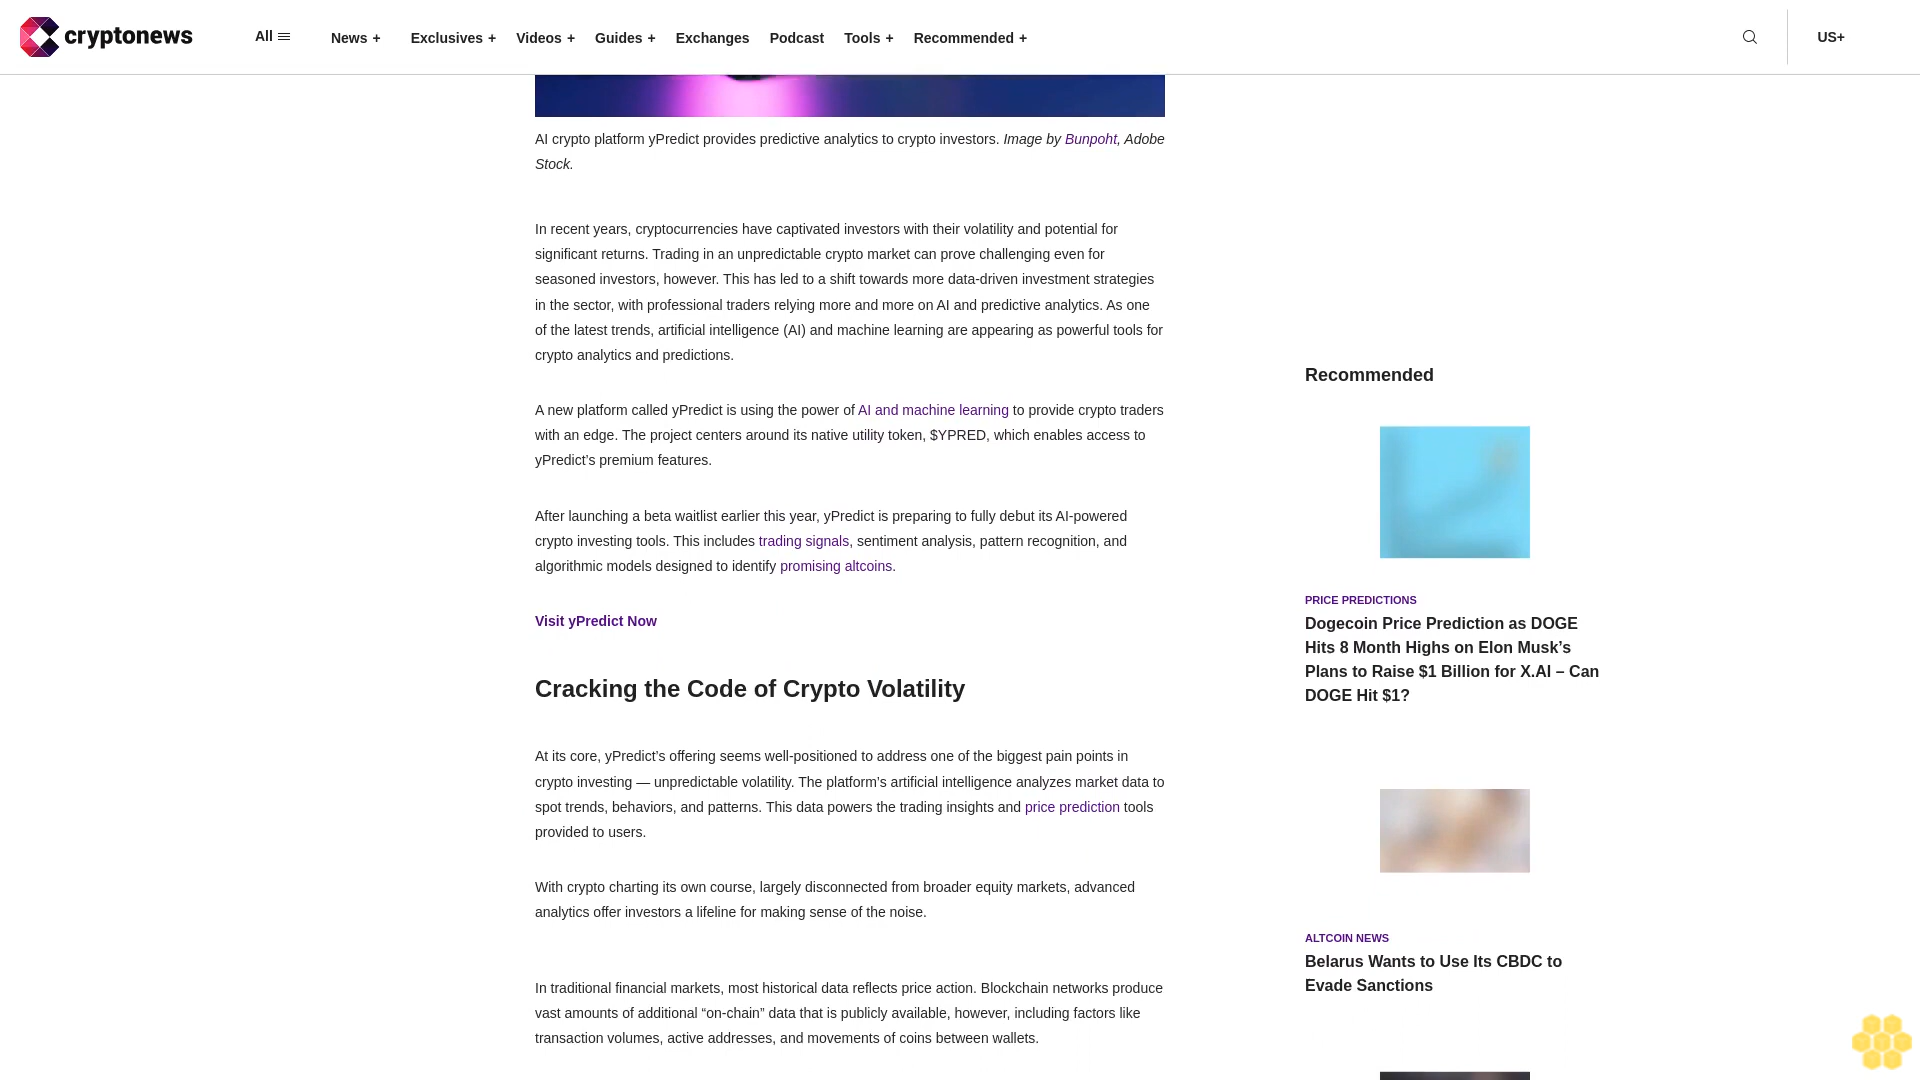 cryptonews
All
News +
Exclusives +
Videos +
Guides +
Exchanges
Podcast
Tools +
Recommended +
US+
AI crypto platform yPredict provides predictive analytics to crypto investors. Image by Bunpoht, Adobe
Stock.
In recent years, cryptocurrencies have captivated investors with their volatility and potential for
significant returns. Trading in an unpredictable crypto market can prove challenging even for
seasoned investors, however. This has led to a shift towards more data-driven investment strategies
in the sector, with professional traders relying more and more on AI and predictive analytics. As one
of the latest trends, artificial intelligence (AI) and machine learning are appearing as powerful tools for
crypto analytics and predictions.
A new platform called yPredict is using the power of AI and machine learning to provide crypto traders
with an edge. The project centers around its native utility token, $YPRED, which enables access to
yPredict’s premium features.
After launching a beta waitlist earlier this year, yPredict is preparing to fully debut its AI-powered
crypto investing tools. This includes trading signals, sentiment analysis, pattern recognition, and
algorithmic models designed to identify promising altcoins.
Visit yPredict Now
Cracking the Code of Crypto Volatility
At its core, yPredict’s offering seems well-positioned to address one of the biggest pain points in
crypto investing — unpredictable volatility. The platform’s artificial intelligence analyzes market data to
spot trends, behaviors, and patterns. This data powers the trading insights and price prediction tools
provided to users.
With crypto charting its own course, largely disconnected from broader equity markets, advanced
analytics offer investors a lifeline for making sense of the noise.
In traditional financial markets, most historical data reflects price action. Blockchain networks produce
vast amounts of additional “on-chain” data that is publicly available, however, including factors like
transaction volumes, active addresses, and movements of coins between wallets.
Recommended
PRICE PREDICTIONS
Dogecoin Price Prediction as DOGE
Hits 8 Month Highs on Elon Musk’s
Plans to Raise $1 Billion for X.AI – Can
DOGE Hit $1?
ALTCOIN NEWS
Belarus Wants to Use Its CBDC to
Evade Sanctions